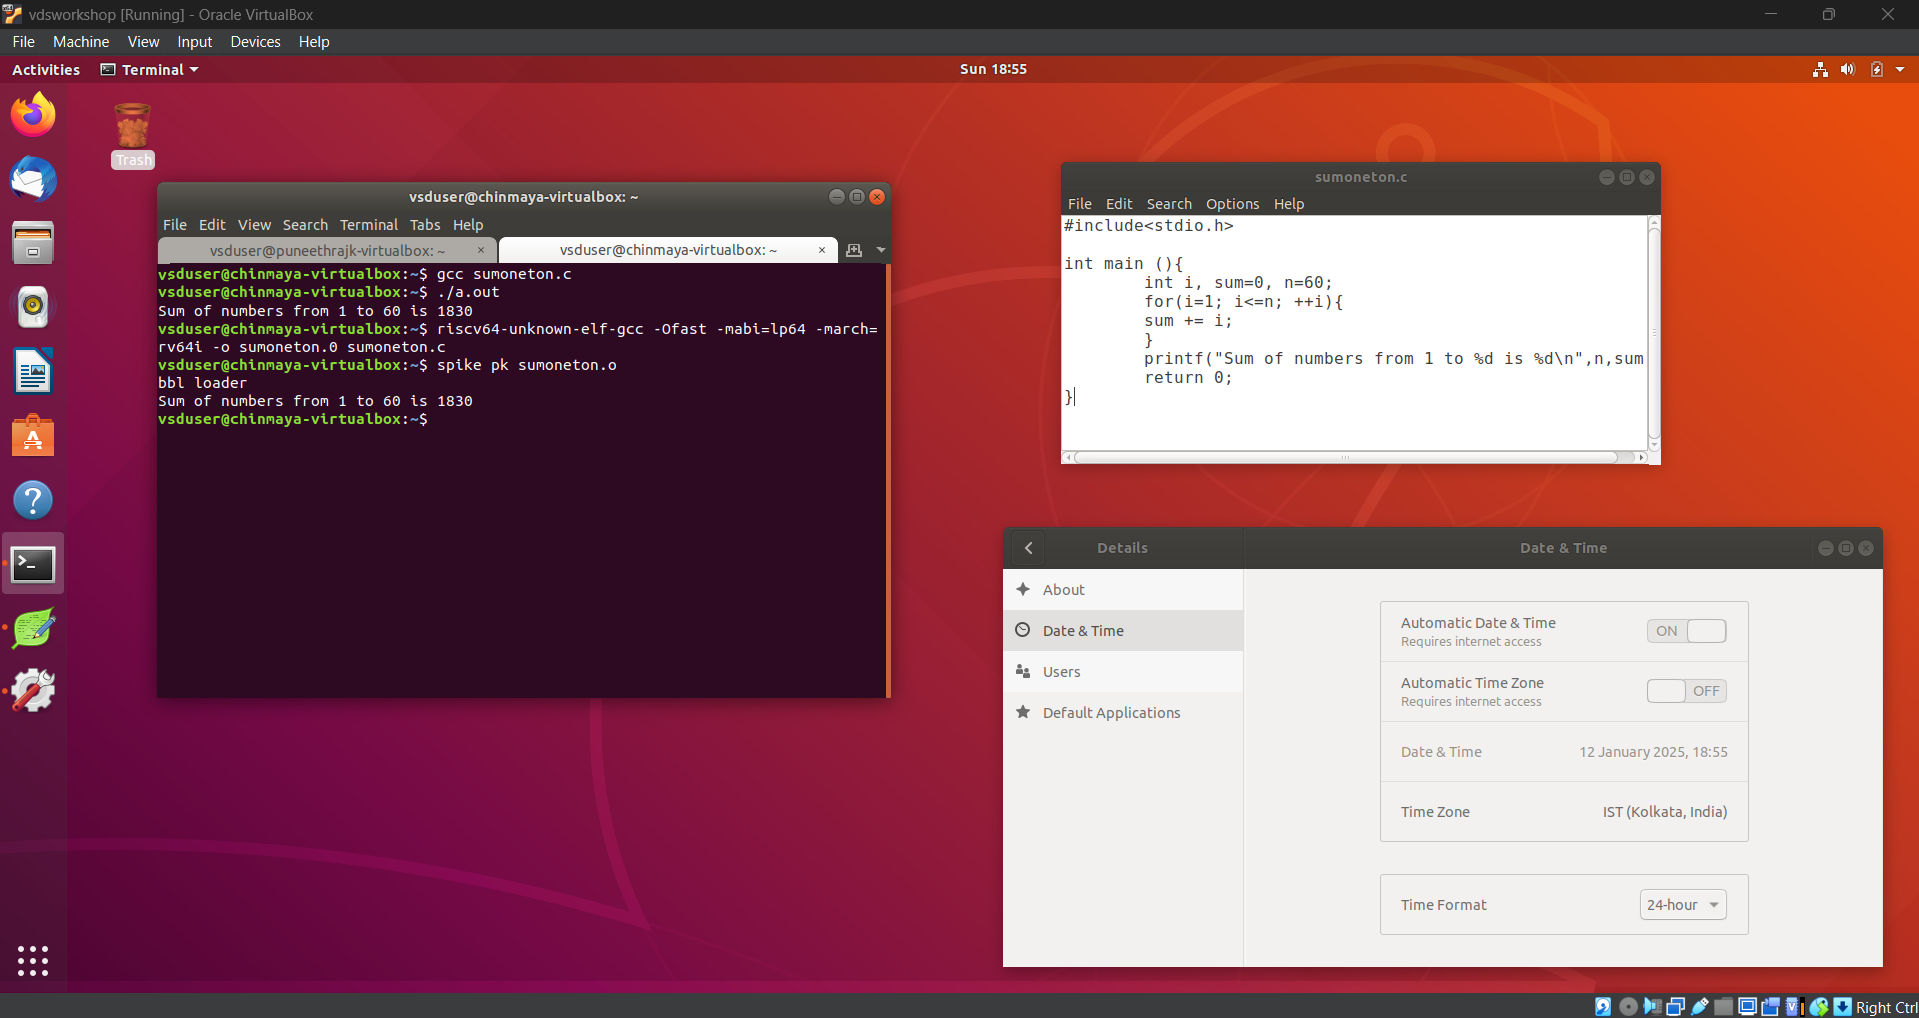 vdsworkshop [Running] - Oracle VirtualBox
File Machine View Input Devices Help
Activities Terminal Sun 18:55
Trash
vsduser@chinmaya-virtualbox: ~
File Edit View Search Terminal Tabs Help
vsduser@puneethrajk-virtualbox: ~ × vsduser@chinmaya-virtualbox: ~ ×
vsduser@chinmaya-virtualbox:~$ gcc sumoneton.c
vsduser@chinmaya-virtualbox:~$ ./a.out
Sum of numbers from 1 to 60 is 1830
vsduser@chinmaya-virtualbox:~$ riscv64-unknown-elf-gcc -Ofast -mabi=lp64 -march=
rv64i -o sumoneton.0 sumoneton.c
vsduser@chinmaya-virtualbox:~$ spike pk sumoneton.o
bbl loader
Sum of numbers from 1 to 60 is 1830
vsduser@chinmaya-virtualbox:~$
sumoneton.c
File Edit Search Options Help
#include<stdio.h>
int main (){
int i, sum=0, n=60;
for(i=1; i<=n; ++i){
sum += i;
}
printf("Sum of numbers from 1 to %d is %d\n",n,sum
return 0;
}
Details Date & Time
About
Date & Time
Users
Default Applications
Automatic Date & Time ON
Requires internet access
Automatic Time Zone OFF
Requires internet access
Date & Time 12 January 2025, 18:55
Time Zone IST (Kolkata, India)
Time Format 24-hour
Right Ctrl